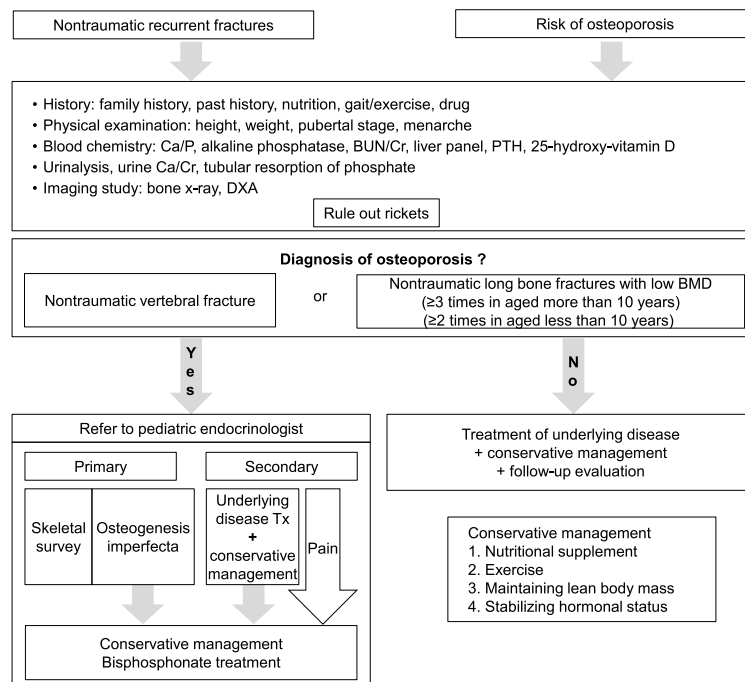 Nontraumatic recurrent fractures
Risk of osteoporosis
• History: family history, past history, nutrition, gait/exercise, drug
• Physical examination: height, weight, pubertal stage, menarche
• Blood chemistry: Ca/P, alkaline phosphatase, BUN/Cr, liver panel, PTH, 25-hydroxy-vitamin D
• Urinalysis, urine Ca/Cr, tubular resorption of phosphate
• Imaging study: bone x-ray, DXA
Rule out rickets
Diagnosis of osteoporosis ?
Nontraumatic vertebral fracture
or
Nontraumatic long bone fractures with low BMD
(≥3 times in aged more than 10 years)
(≥2 times in aged less than 10 years)
Yes
No
Refer to pediatric endocrinologist
Primary
Secondary
Skeletal
survey
Osteogenesis
imperfecta
Underlying
disease Tx
+
conservative
management
Pain
Conservative management
Bisphosphonate treatment
Treatment of underlying disease
+ conservative management
+ follow-up evaluation
Conservative management
1. Nutritional supplement
2. Exercise
3. Maintaining lean body mass
4. Stabilizing hormonal status